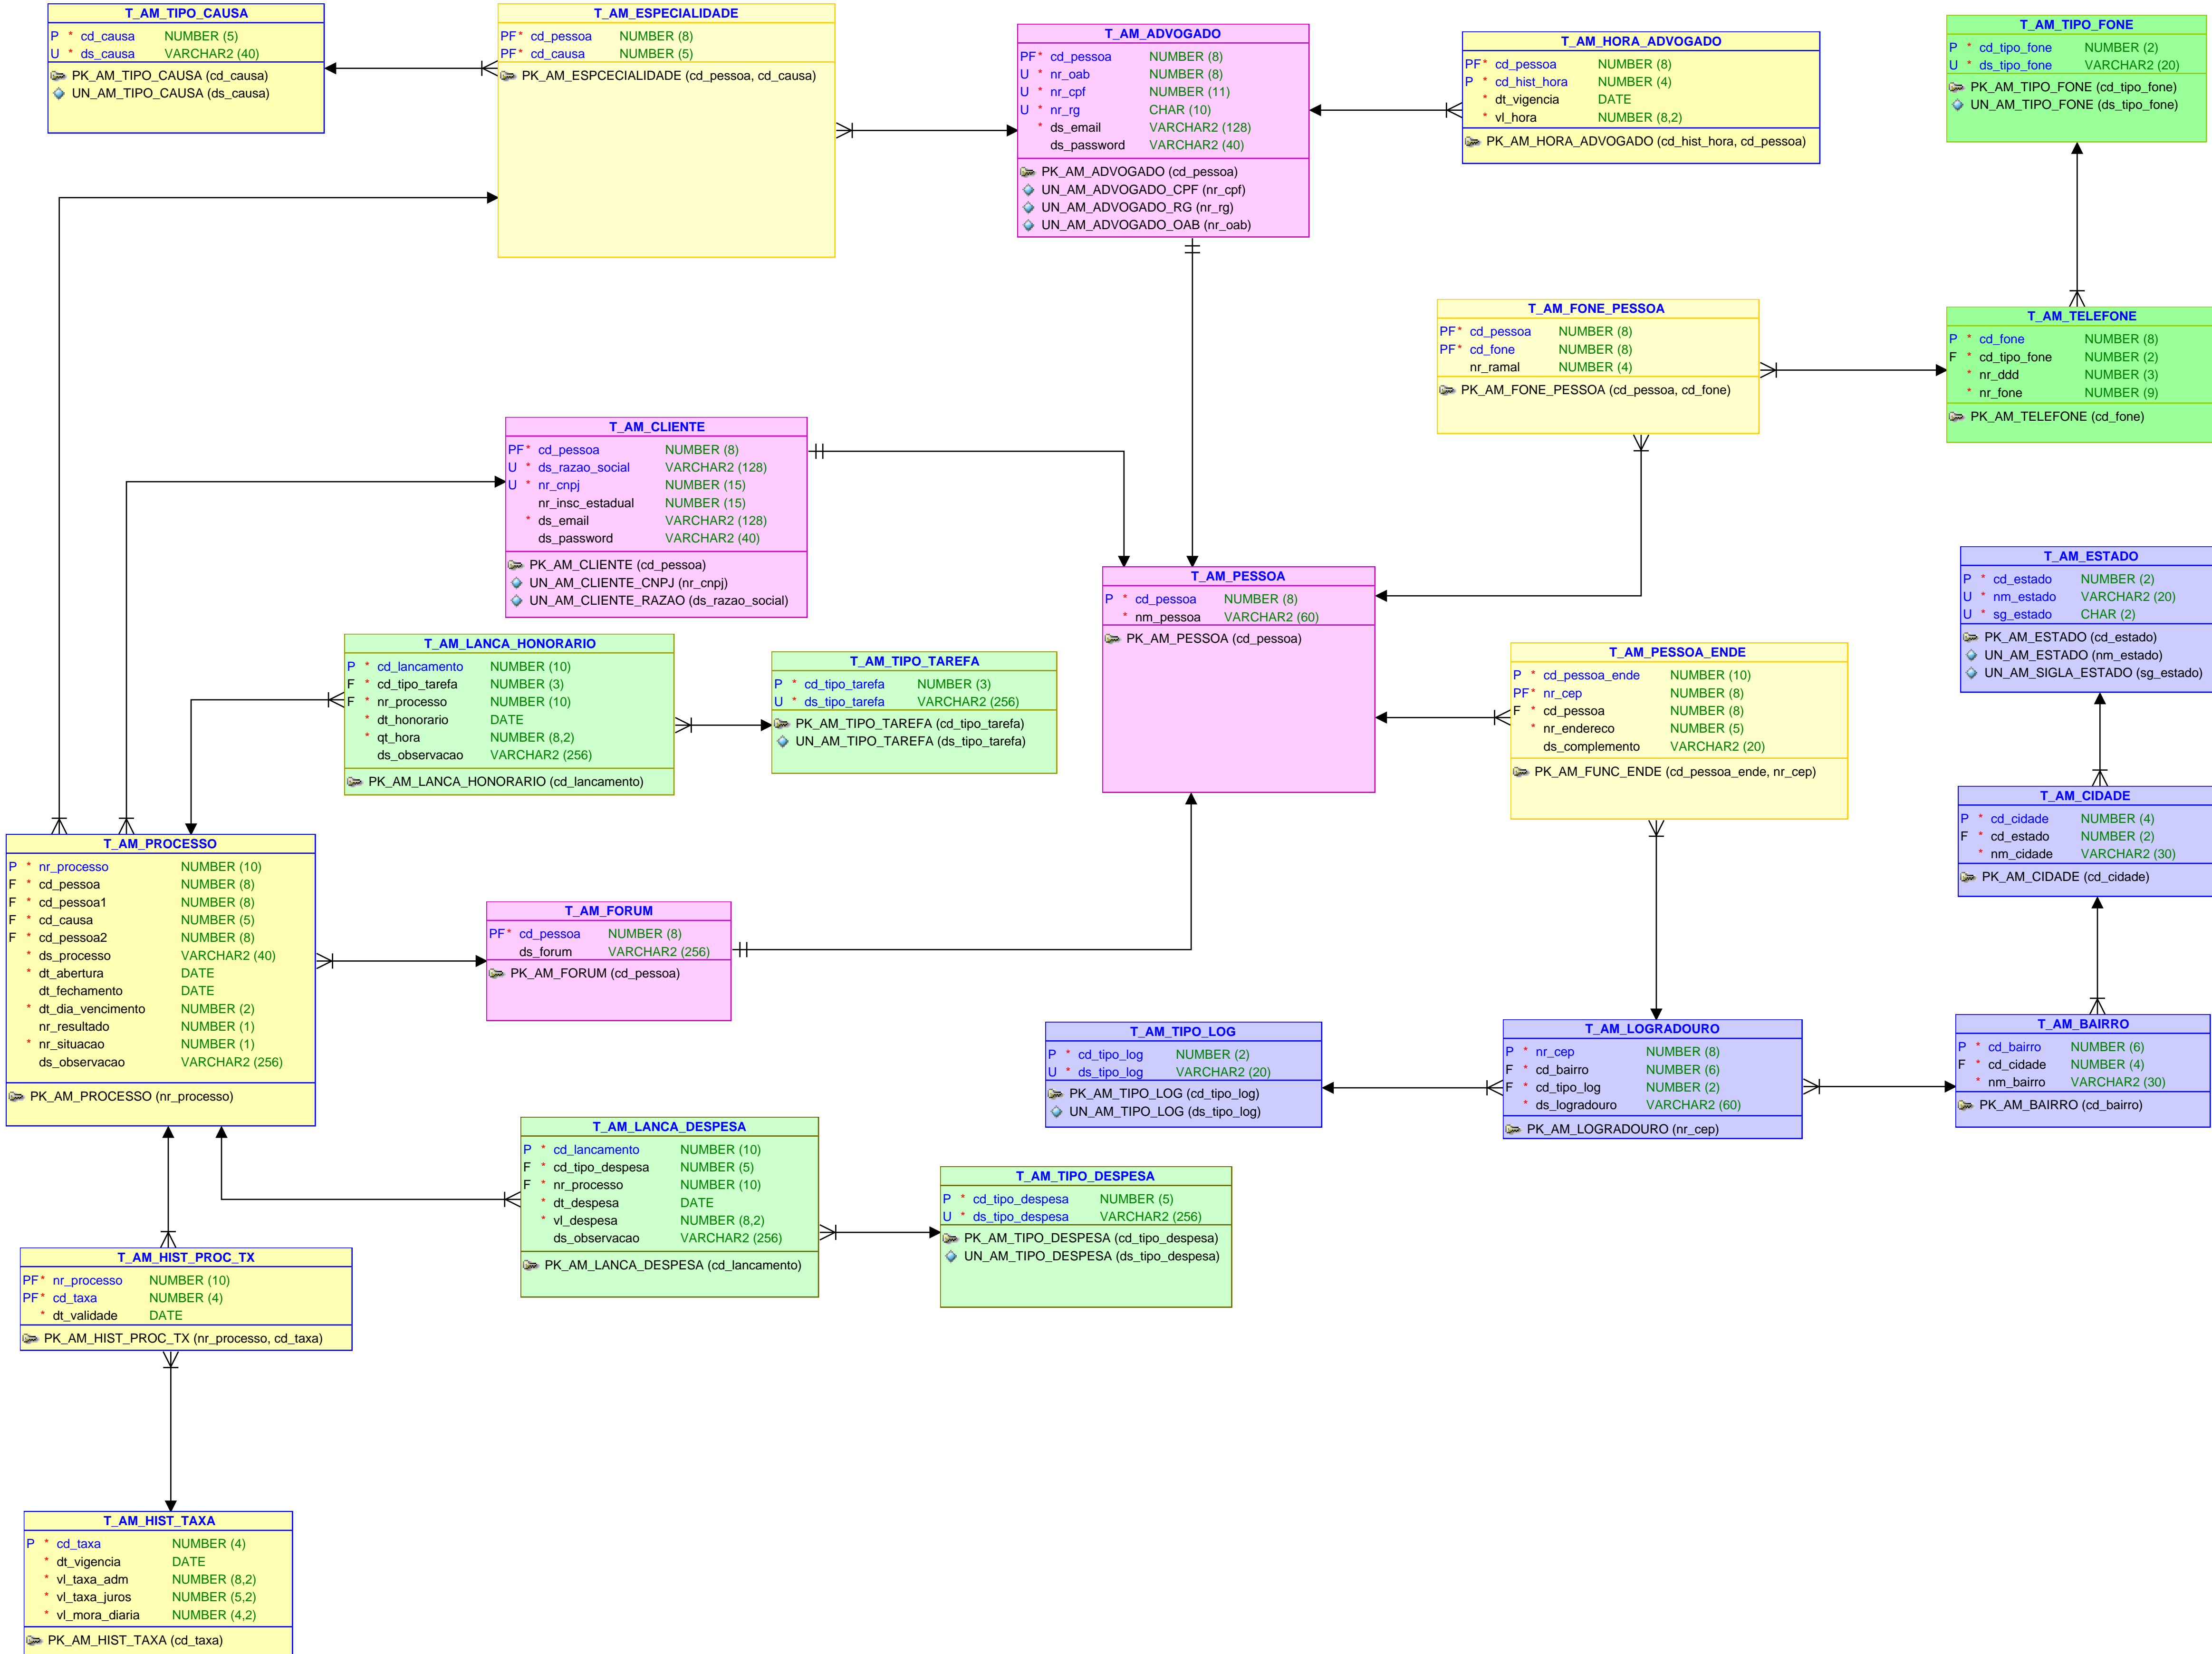 T_AM_TIPO_CAUSA
P * cd_causa NUMBER (5)
U * ds_causa VARCHAR2 (40)
PK_AM_TIPO_CAUSA (cd_causa)
UN_AM_TIPO_CAUSA (ds_causa)
T_AM_ESPECIALIDADE
PF* cd_pessoa NUMBER (8)
PF* cd_causa NUMBER (5)
PK_AM_ESPCECIALIDADE (cd_pessoa, cd_causa)
T_AM_ADVOGADO
PF* cd_pessoa NUMBER (8)
U * nr_oab NUMBER (8)
U * nr_cpf NUMBER (11)
U * nr_rg CHAR (10)
* ds_email VARCHAR2 (128)
ds_password VARCHAR2 (40)
PK_AM_ADVOGADO (cd_pessoa)
UN_AM_ADVOGADO_CPF (nr_cpf)
UN_AM_ADVOGADO_RG (nr_rg)
UN_AM_ADVOGADO_OAB (nr_oab)
T_AM_HORA_ADVOGADO
PF* cd_pessoa NUMBER (8)
P * cd_hist_hora NUMBER (4)
* dt_vigencia DATE
* vl_hora NUMBER (8,2)
PK_AM_HORA_ADVOGADO (cd_hist_hora, cd_pessoa)
T_AM_TIPO_FONE
P * cd_tipo_fone NUMBER (2)
U * ds_tipo_fone VARCHAR2 (20)
PK_AM_TIPO_FONE (cd_tipo_fone)
UN_AM_TIPO_FONE (ds_tipo_fone)
T_AM_FONE_PESSOA
PF* cd_pessoa NUMBER (8)
PF* cd_fone NUMBER (8)
nr_ramal NUMBER (4)
PK_AM_FONE_PESSOA (cd_pessoa, cd_fone)
T_AM_TELEFONE
P * cd_fone NUMBER (8)
F * cd_tipo_fone NUMBER (2)
* nr_ddd NUMBER (3)
* nr_fone NUMBER (9)
PK_AM_TELEFONE (cd_fone)
T_AM_CLIENTE
PF* cd_pessoa NUMBER (8)
U * ds_razao_social VARCHAR2 (128)
U * nr_cnpj NUMBER (15)
nr_insc_estadual NUMBER (15)
* ds_email VARCHAR2 (128)
ds_password VARCHAR2 (40)
PK_AM_CLIENTE (cd_pessoa)
UN_AM_CLIENTE_CNPJ (nr_cnpj)
UN_AM_CLIENTE_RAZAO (ds_razao_social)
T_AM_PESSOA
P * cd_pessoa NUMBER (8)
* nm_pessoa VARCHAR2 (60)
PK_AM_PESSOA (cd_pessoa)
T_AM_ESTADO
P * cd_estado NUMBER (2)
U * nm_estado VARCHAR2 (20)
U * sg_estado CHAR (2)
PK_AM_ESTADO (cd_estado)
UN_AM_ESTADO (nm_estado)
UN_AM_SIGLA_ESTADO (sg_estado)
T_AM_LANCA_HONORARIO
P * cd_lancamento NUMBER (10)
F * cd_tipo_tarefa NUMBER (3)
F * nr_processo NUMBER (10)
* dt_honorario DATE
* qt_hora NUMBER (8,2)
ds_observacao VARCHAR2 (256)
PK_AM_LANCA_HONORARIO (cd_lancamento)
T_AM_TIPO_TAREFA
P * cd_tipo_tarefa NUMBER (3)
U * ds_tipo_tarefa VARCHAR2 (256)
PK_AM_TIPO_TAREFA (cd_tipo_tarefa)
UN_AM_TIPO_TAREFA (ds_tipo_tarefa)
T_AM_PESSOA_ENDE
P * cd_pessoa_ende NUMBER (10)
PF* nr_cep NUMBER (8)
F * cd_pessoa NUMBER (8)
* nr_endereco NUMBER (5)
ds_complemento VARCHAR2 (20)
PK_AM_FUNC_ENDE (cd_pessoa_ende, nr_cep)
T_AM_CIDADE
P * cd_cidade NUMBER (4)
F * cd_estado NUMBER (2)
* nm_cidade VARCHAR2 (30)
PK_AM_CIDADE (cd_cidade)
T_AM_PROCESSO
P * nr_processo NUMBER (10)
F * cd_pessoa NUMBER (8)
F * cd_pessoa1 NUMBER (8)
F * cd_causa NUMBER (5)
F * cd_pessoa2 NUMBER (8)
* ds_processo VARCHAR2 (40)
* dt_abertura DATE
dt_fechamento DATE
* dt_dia_vencimento NUMBER (2)
nr_resultado NUMBER (1)
* nr_situacao NUMBER (1)
ds_observacao VARCHAR2 (256)
PK_AM_PROCESSO (nr_processo)
T_AM_FORUM
PF* cd_pessoa NUMBER (8)
ds_forum VARCHAR2 (256)
PK_AM_FORUM (cd_pessoa)
T_AM_TIPO_LOG
P * cd_tipo_log NUMBER (2)
U * ds_tipo_log VARCHAR2 (20)
PK_AM_TIPO_LOG (cd_tipo_log)
UN_AM_TIPO_LOG (ds_tipo_log)
T_AM_LOGRADOURO
P * nr_cep NUMBER (8)
F * cd_bairro NUMBER (6)
F * cd_tipo_log NUMBER (2)
* ds_logradouro VARCHAR2 (60)
PK_AM_LOGRADOURO (nr_cep)
T_AM_BAIRRO
P * cd_bairro NUMBER (6)
F * cd_cidade NUMBER (4)
* nm_bairro VARCHAR2 (30)
PK_AM_BAIRRO (cd_bairro)
T_AM_LANCA_DESPESA
P * cd_lancamento NUMBER (10)
F * cd_tipo_despesa NUMBER (5)
F * nr_processo NUMBER (10)
* dt_despesa DATE
* vl_despesa NUMBER (8,2)
ds_observacao VARCHAR2 (256)
PK_AM_LANCA_DESPESA (cd_lancamento)
T_AM_TIPO_DESPESA
P * cd_tipo_despesa NUMBER (5)
U * ds_tipo_despesa VARCHAR2 (256)
PK_AM_TIPO_DESPESA (cd_tipo_despesa)
UN_AM_TIPO_DESPESA (ds_tipo_despesa)
T_AM_HIST_PROC_TX
PF* nr_processo NUMBER (10)
PF* cd_taxa NUMBER (4)
* dt_validade DATE
PK_AM_HIST_PROC_TX (nr_processo, cd_taxa)
T_AM_HIST_TAXA
P * cd_taxa NUMBER (4)
* dt_vigencia DATE
* vl_taxa_adm NUMBER (8,2)
* vl_taxa_juros NUMBER (5,2)
* vl_mora_diaria NUMBER (4,2)
PK_AM_HIST_TAXA (cd_taxa)